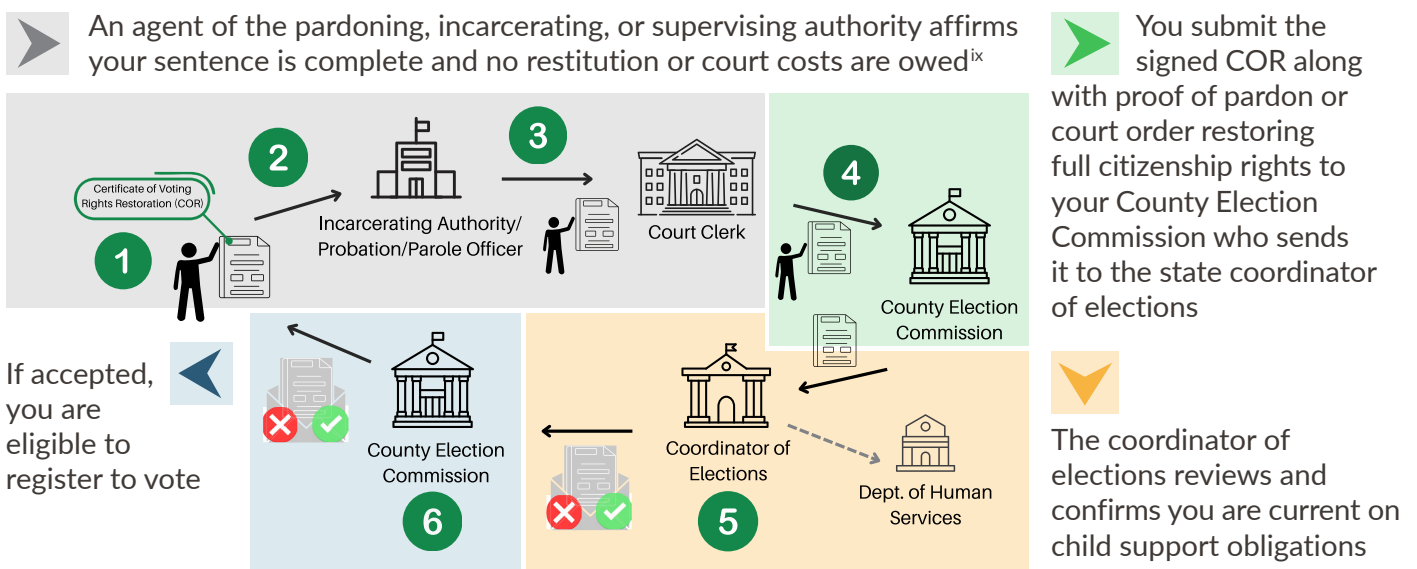 An agent of the pardoning, incarcerating, or supervising authority affirms
your sentence is complete and no restitution or court costs are owedⁱˣ
Certificate of Voting
Rights Restoration (COR)
1
2
Incarcerating Authority/
Probation/Parole Officer
3
Court Clerk
4
County Election
Commission
You submit the
signed COR along
with proof of pardon or
court order restoring
full citizenship rights to
your County Election
Commission who sends
it to the state coordinator
of elections
The coordinator of
elections reviews and
confirms you are current on
child support obligations
Coordinator of
Elections
5
Dept. of Human
Services
County Election
Commission
6
If accepted,
you are
eligible to
register to vote